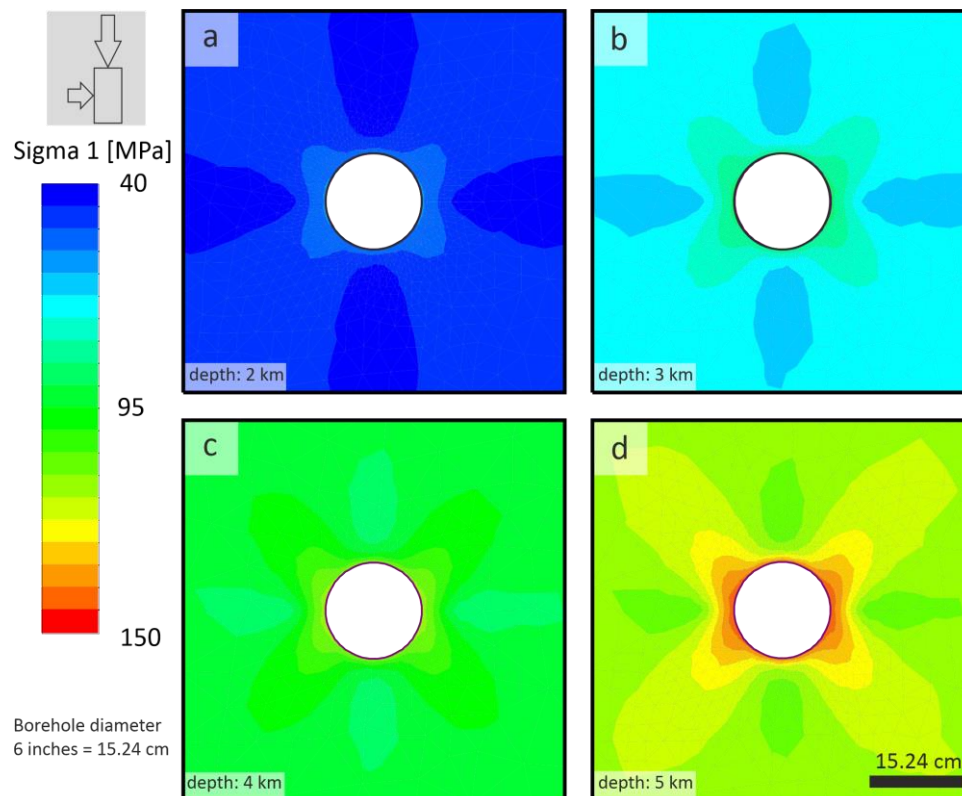 Sigma 1 [MPa]
40
95
150
Borehole diameter
6 inches = 15.24 cm
a
depth: 2 km
b
depth: 3 km
c
depth: 4 km
d
depth: 5 km
15.24 cm